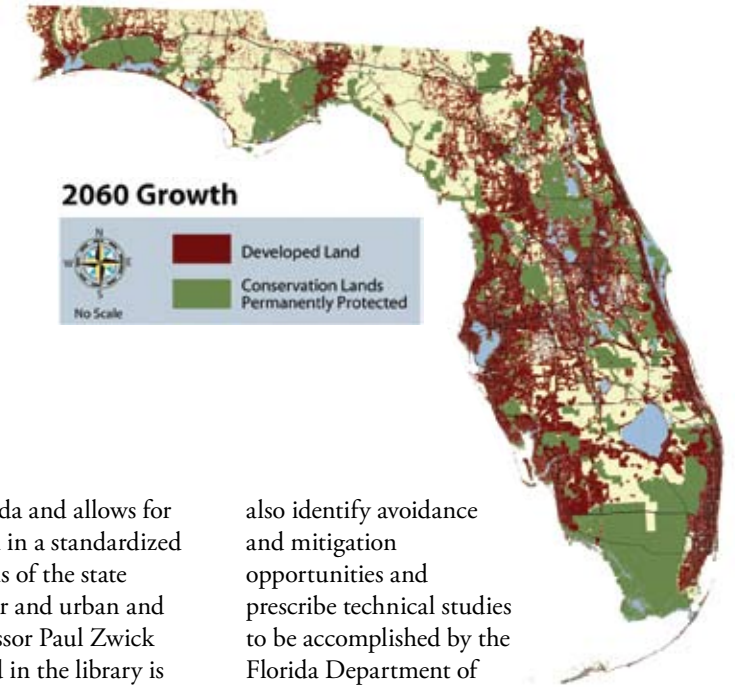 2060 Growth
N
W E
S
No Scale
Developed Land
Conservation Lands
Permanently Protected
da and allows for
in a standardized
s of the state
r and urban and
ssor Paul Zwick
d in the library is
also identify avoidance
and mitigation
opportunities and
prescribe technical studies
to be accomplished by the
Florida Department of